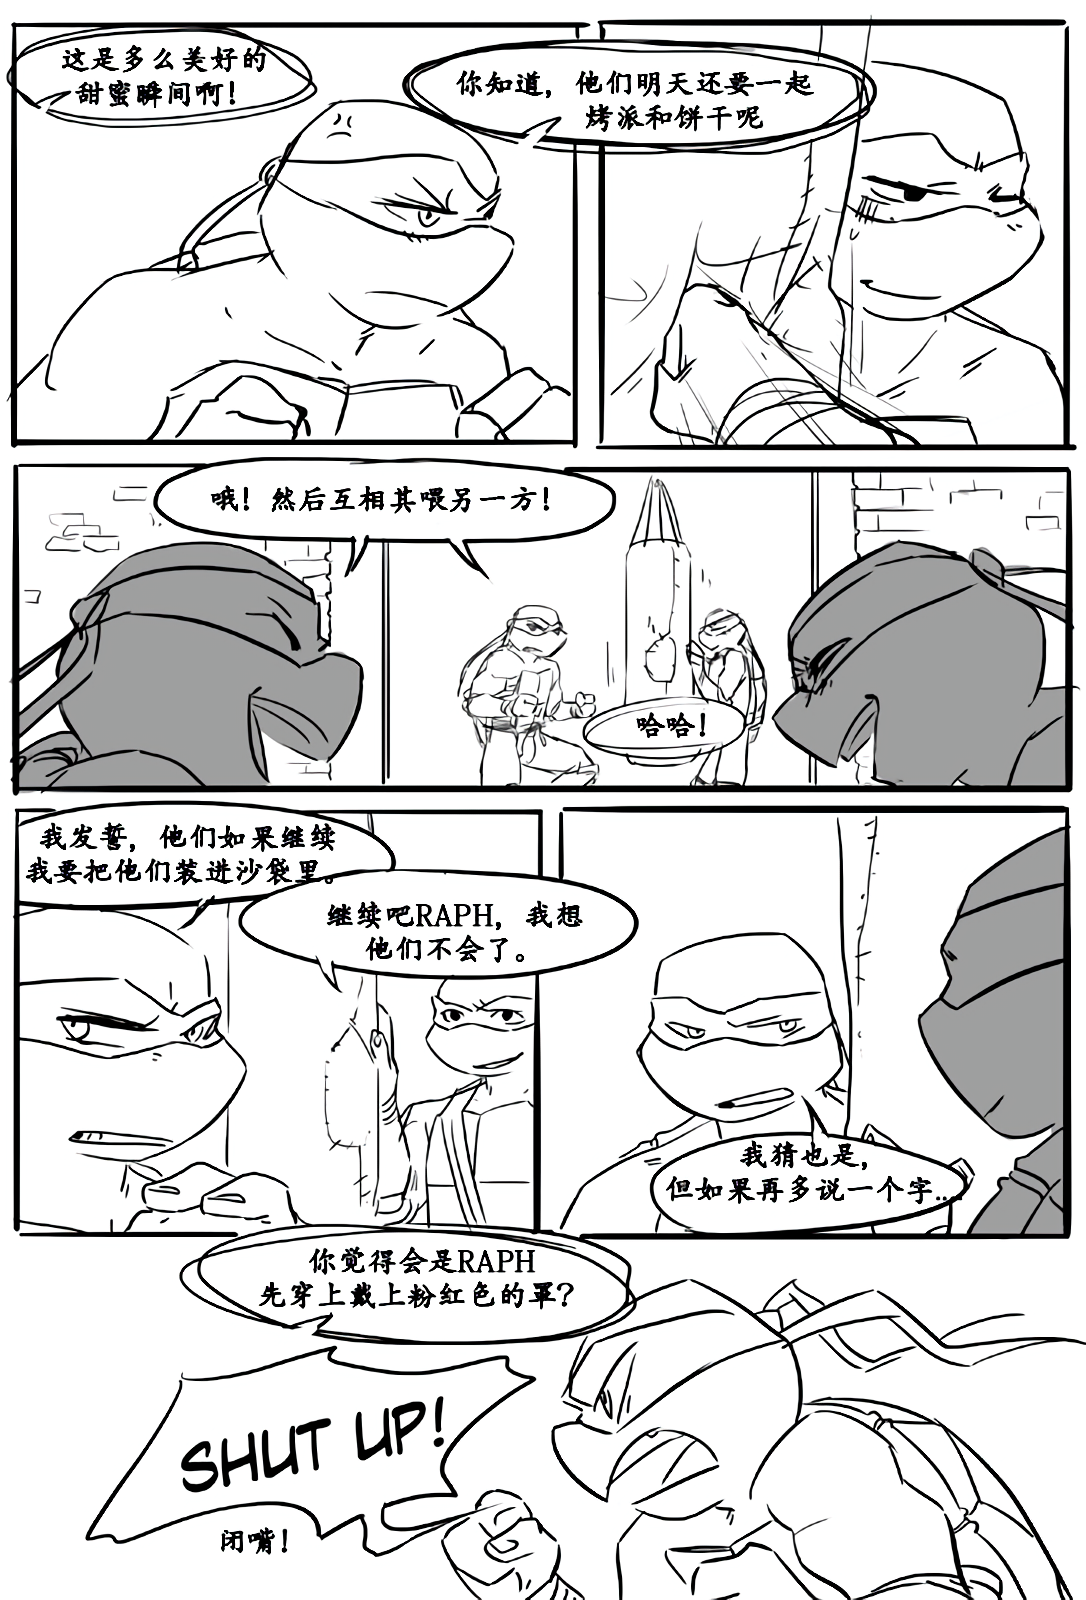 这是多么美好的
甜蜜瞬间啊!
你知道,他们明天还要一起
烤派和饼干呢
哦!然后互相其喂另一方!
哈哈!
我发誓,他们如果继续
我要把他们装进沙袋里。
继续吧RAPH,我想
他们不会了。
我猜也是,
但如果再多说一个字....
你觉得会是RAPH
先穿上戴上粉红色的罩?
SHUT UP!
闭嘴!